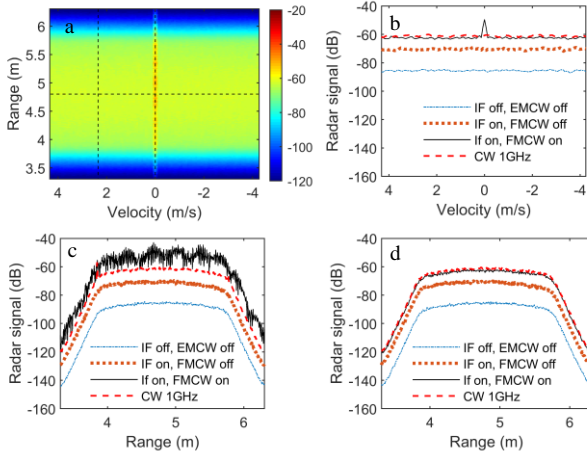 a
6
5.5
5
4.5
4
3.5
Range (m)
4
2
0
-2
-4
Velocity (m/s)
-20
-40
-60
-80
-100
-120
b
-40
-60
-80
-100
-120
-140
-160
Radar signal (dB)
IF off, EMCW off
IF on, FMCW off
If on, FMCW on
CW 1GHz
4
2
0
-2
-4
Velocity (m/s)
c
-40
-60
-80
-100
-120
-140
-160
Radar signal (dB)
IF off, EMCW off
IF on, FMCW off
If on, FMCW on
CW 1GHz
4
5
6
Range (m)
d
-40
-60
-80
-100
-120
-140
-160
Radar signal (dB)
IF off, EMCW off
IF on, FMCW off
If on, FMCW on
CW 1GHz
4
5
6
Range (m)